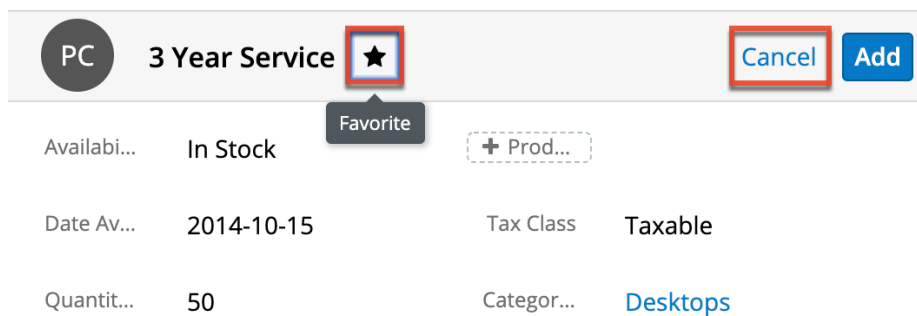 PC 3 Year Service Cancel Add
Favorite
Availabi... In Stock + Prod...
Date Av... 2014-10-15 Tax Class Taxable
Quantit... 50 Categor... Desktops